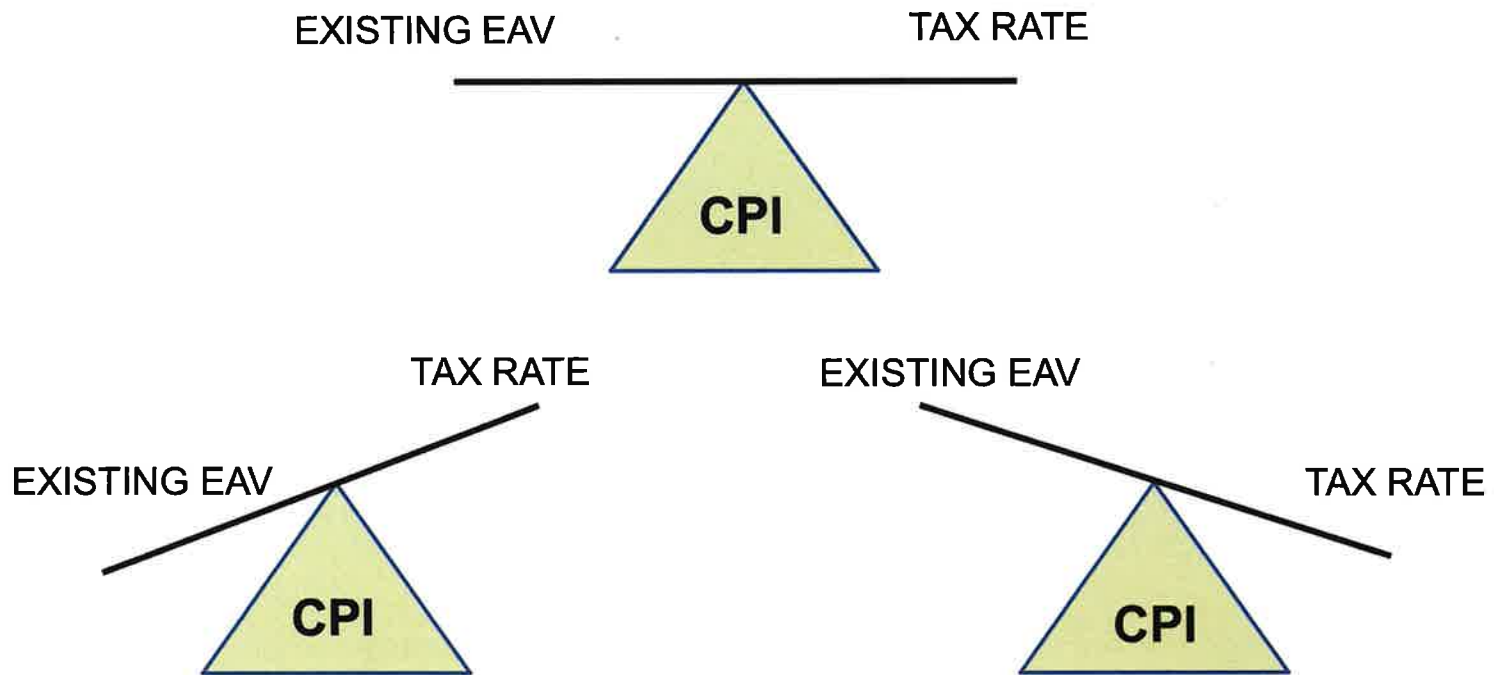 EXISTING EAV
TAX RATE
CPI
TAX RATE
EXISTING EAV
CPI
EXISTING EAV
TAX RATE
CPI